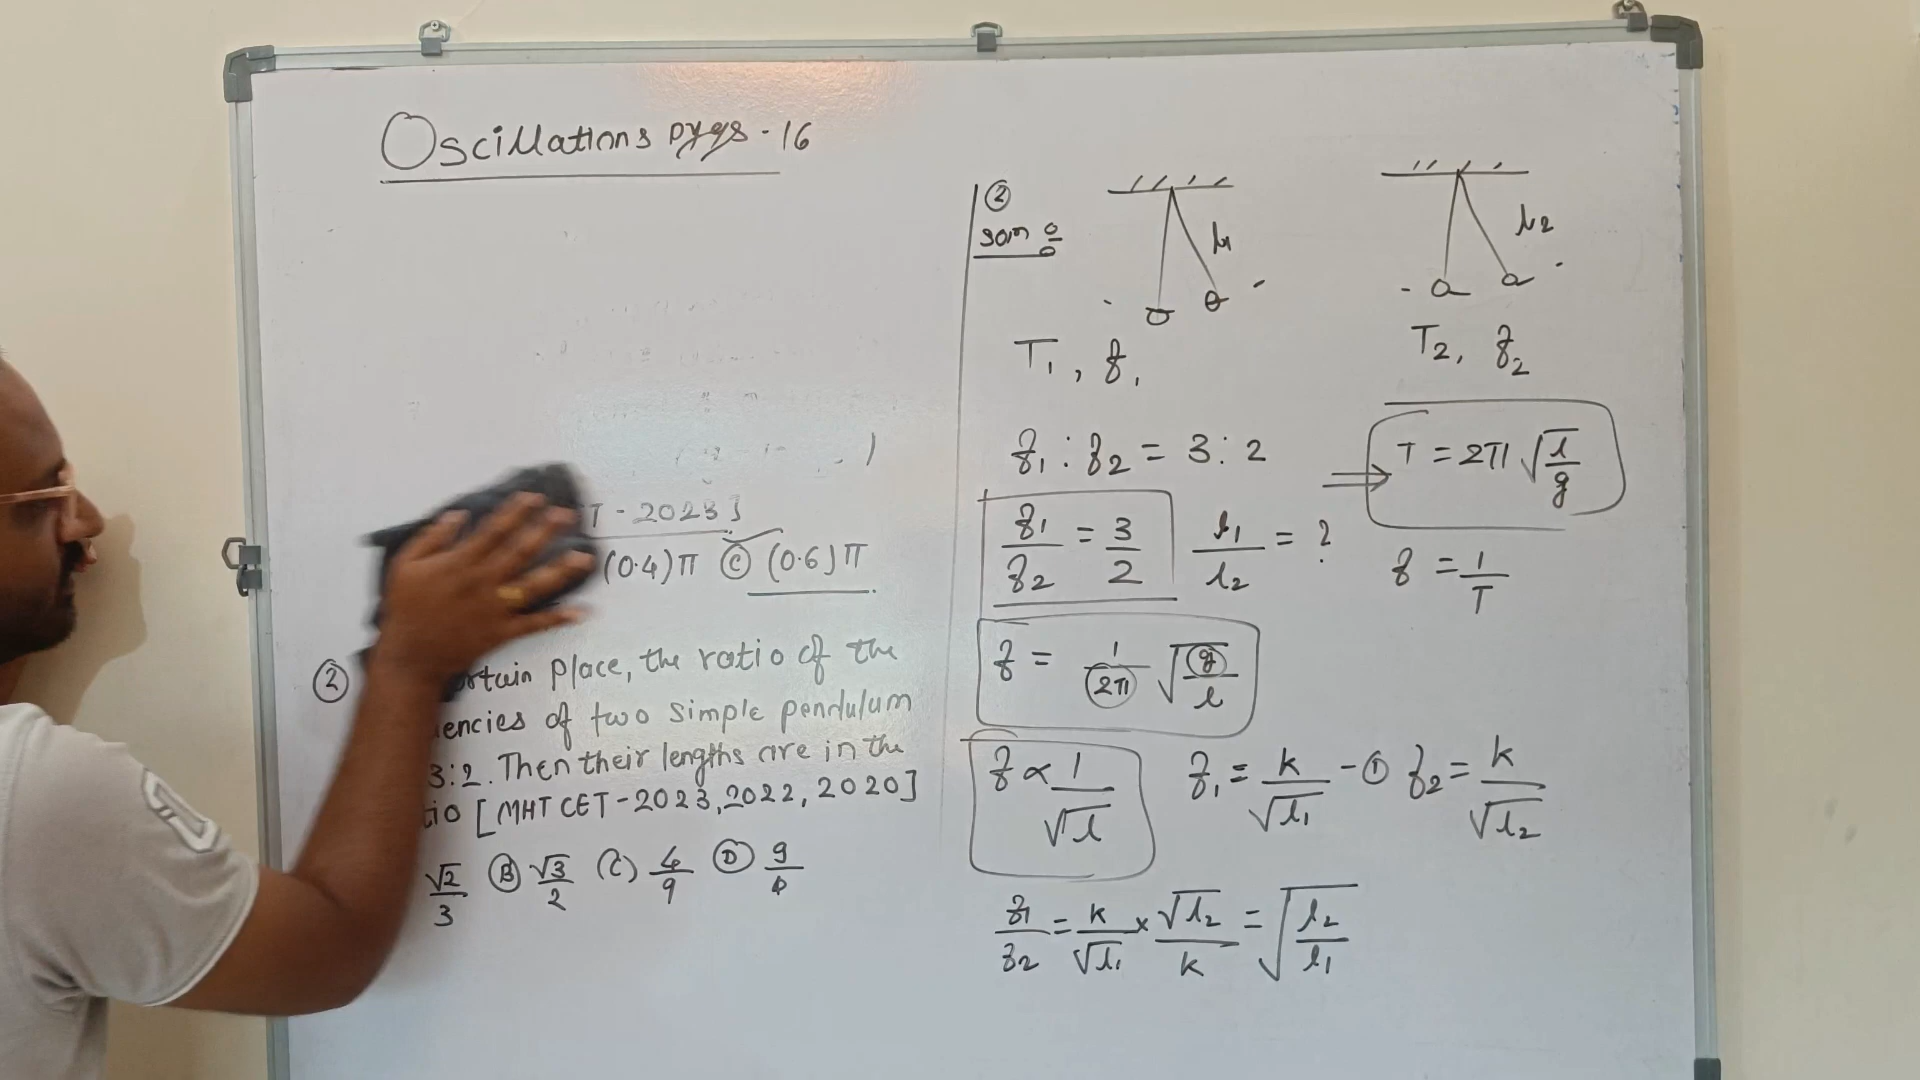 Oscillations pyqs - 16
T - 2023]
(0.4)π Ⓒ (0.6)π
② rtain place, the ratio of the
encies of two simple pendulum
3:2. Then their lengths are in the
tio [MHT CET - 2023, 2022, 2020]
√2/3 Ⓑ √3/2 (C) 4/9 Ⓓ 9/4
②
son
l1
l2
T1, f1
T2, f2
f1 : f2 = 3 : 2
⇒ T = 2π √(l/g)
f1/f2 = 3/2 l1/l2 = ?
f = 1/T
f = 1/2π √(g/l)
f ∝ 1/√l f1 = k/√l1 - ① f2 = k/√l2
f1/f2 = k/√l1 × √l2/k = √(l2/l1)